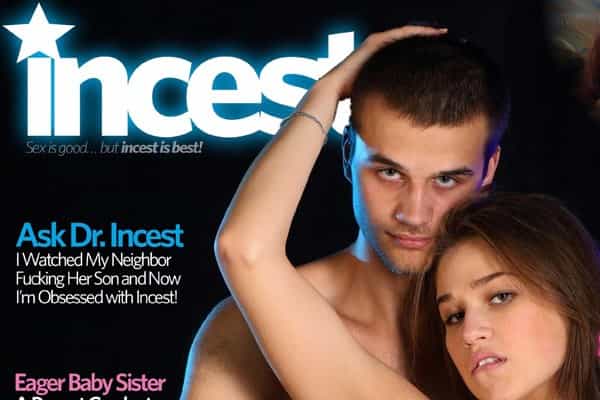 incest
Sex is good... but incest is best!
Ask Dr. Incest
I Watched My Neighbor
Fucking Her Son and Now
I'm Obsessed with Incest!
Eager Baby Sister